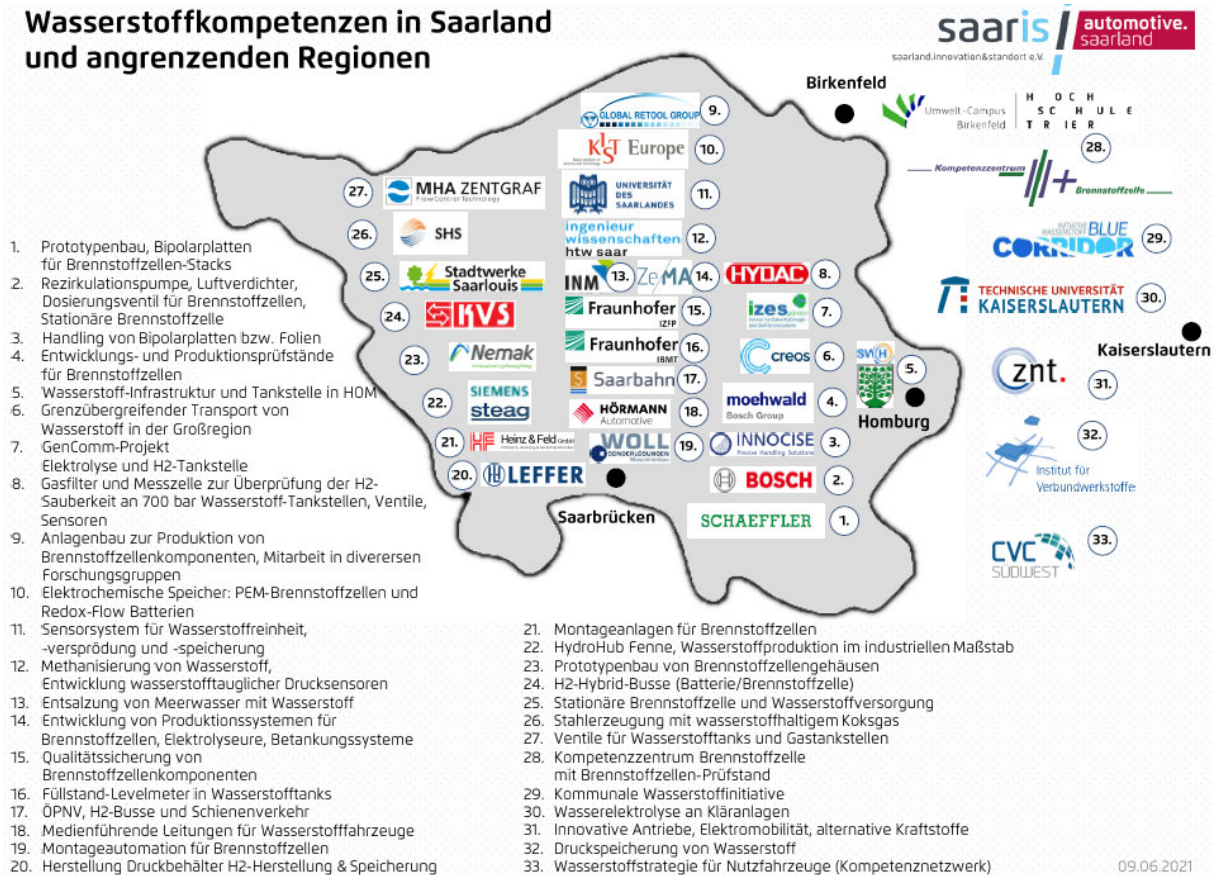 Wasserstoffkompetenzen in Saarland
und angrenzenden Regionen
saaris
saarland.innovation&standort e.V.
automotive.
saarland
Birkenfeld
Umwelt-Campus
Birkenfeld
HOCH
SCHULE
TRIER
28.
Kompetenzzentrum
Brennstoffzelle
INITIATIVE
WASSERSTOFF
BLUE
CORRIDOR
29.
TECHNISCHE UNIVERSITÄT
KAISERSLAUTERN
30.
Kaiserslautern
znt.
31.
32.
Institut für
Verbundwerkstoffe
CVC
SÜDWEST
33.
GLOBAL RETOOL GROUP
9.
KIST Europe
10.
27.
MHA ZENTGRAF
FlowControl Technology
UNIVERSITÄT
DES
SAARLANDES
11.
26.
SHS
ingenieur
wissenschaften
htw saar
12.
25.
Stadtwerke
Saarlouis
INM
13.
ZeMA
14.
HYDAC
8.
24.
KVS
Fraunhofer
IZFP
15.
izes
7.
23.
Nemak
Fraunhofer
IBMT
16.
creos
6.
SWH
5.
Homburg
22.
SIEMENS
steag
Saarbahn
17.
moehwald
Bosch Group
4.
HÖRMANN
Automotive
18.
21.
HF
Heinz & Feld GmbH
WOLL
SONDERLÖSUNGEN
19.
INNOCISE
Precise Handling Solutions
3.
20.
LEFFER
BOSCH
2.
Saarbrücken
SCHAEFFLER
1.
1. Prototypenbau, Bipolarplatten
für Brennstoffzellen-Stacks
2. Rezirkulationspumpe, Luftverdichter,
Dosierungsventil für Brennstoffzellen,
Stationäre Brennstoffzelle
3. Handling von Bipolarplatten bzw. Folien
4. Entwicklungs- und Produktionsprüfstände
für Brennstoffzellen
5. Wasserstoff-Infrastruktur und Tankstelle in HOM
6. Grenzübergreifender Transport von
Wasserstoff in der Großregion
7. GenComm-Projekt
Elektrolyse und H2-Tankstelle
8. Gasfilter und Messzelle zur Überprüfung der H2-
Sauberkeit an 700 bar Wasserstoff-Tankstellen, Ventile,
Sensoren
9. Anlagenbau zur Produktion von
Brennstoffzellenkomponenten, Mitarbeit in diverersen
Forschungsgruppen
10. Elektrochemische Speicher: PEM-Brennstoffzellen und
Redox-Flow Batterien
11. Sensorsystem für Wasserstoffreinheit,
-versprödung und -speicherung
12. Methanisierung von Wasserstoff,
Entwicklung wasserstofftauglicher Drucksensoren
13. Entsalzung von Meerwasser mit Wasserstoff
14. Entwicklung von Produktionssystemen für
Brennstoffzellen, Elektrolyseure, Betankungssysteme
15. Qualitätssicherung von
Brennstoffzellenkomponenten
16. Füllstand-Levelmeter in Wasserstofftanks
17. ÖPNV, H2-Busse und Schienenverkehr
18. Medienführende Leitungen für Wasserstofffahrzeuge
19. Montageautomation für Brennstoffzellen
20. Herstellung Druckbehälter H2-Herstellung & Speicherung
21. Montageanlagen für Brennstoffzellen
22. HydroHub Fenne, Wasserstoffproduktion im industriellen Maßstab
23. Prototypenbau von Brennstoffzellengehäusen
24. H2-Hybrid-Busse (Batterie/Brennstoffzelle)
25. Stationäre Brennstoffzelle und Wasserstoffversorgung
26. Stahlerzeugung mit wasserstoffhaltigem Koksgas
27. Ventile für Wasserstofftanks und Gastankstellen
28. Kompetenzzentrum Brennstoffzelle
mit Brennstoffzellen-Prüfstand
29. Kommunale Wasserstoffinitiative
30. Wasserelektrolyse an Kläranlagen
31. Innovative Antriebe, Elektromobilität, alternative Kraftstoffe
32. Druckspeicherung von Wasserstoff
33. Wasserstoffstrategie für Nutzfahrzeuge (Kompetenznetzwerk)
09.06.2021